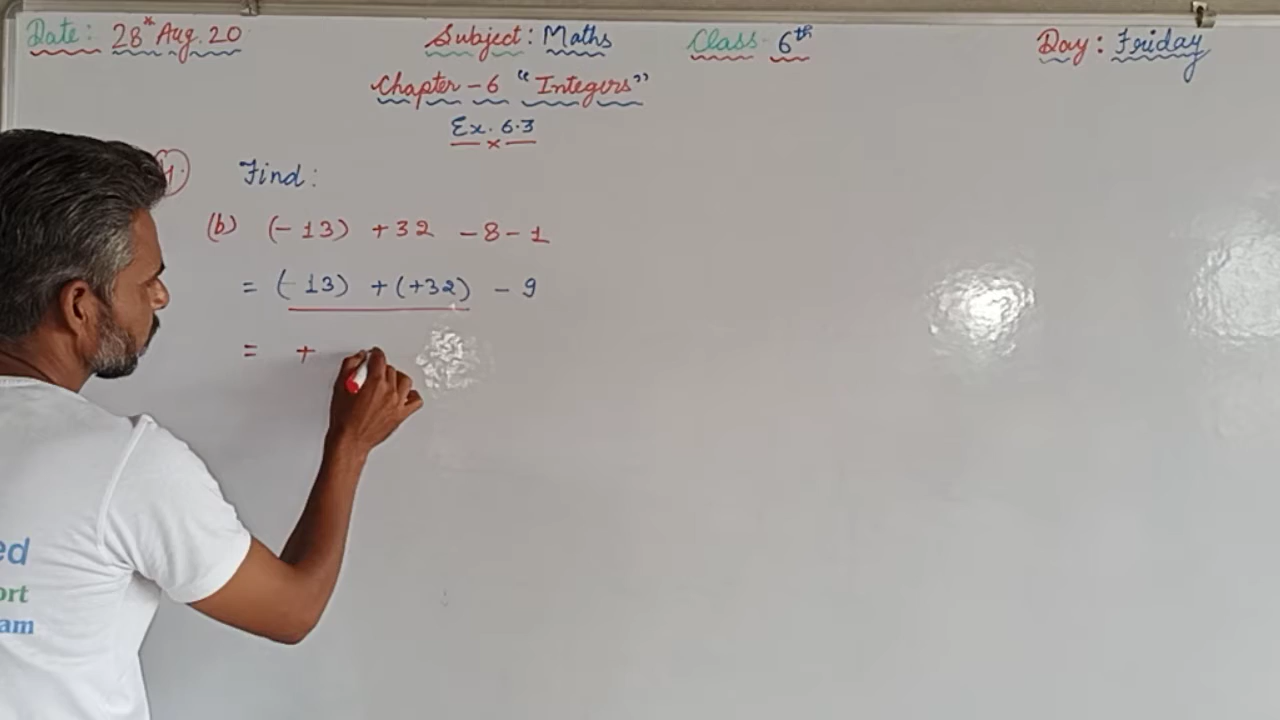 Date: 28th Aug. 20 Subject: Maths Class- 6th Day: Friday
Chapter - 6 "Integers"
Ex. 6.3
Find:
(b) (-13) +32 -8-1
= (-13) +(+32) - 9
= +
ed
ort
am